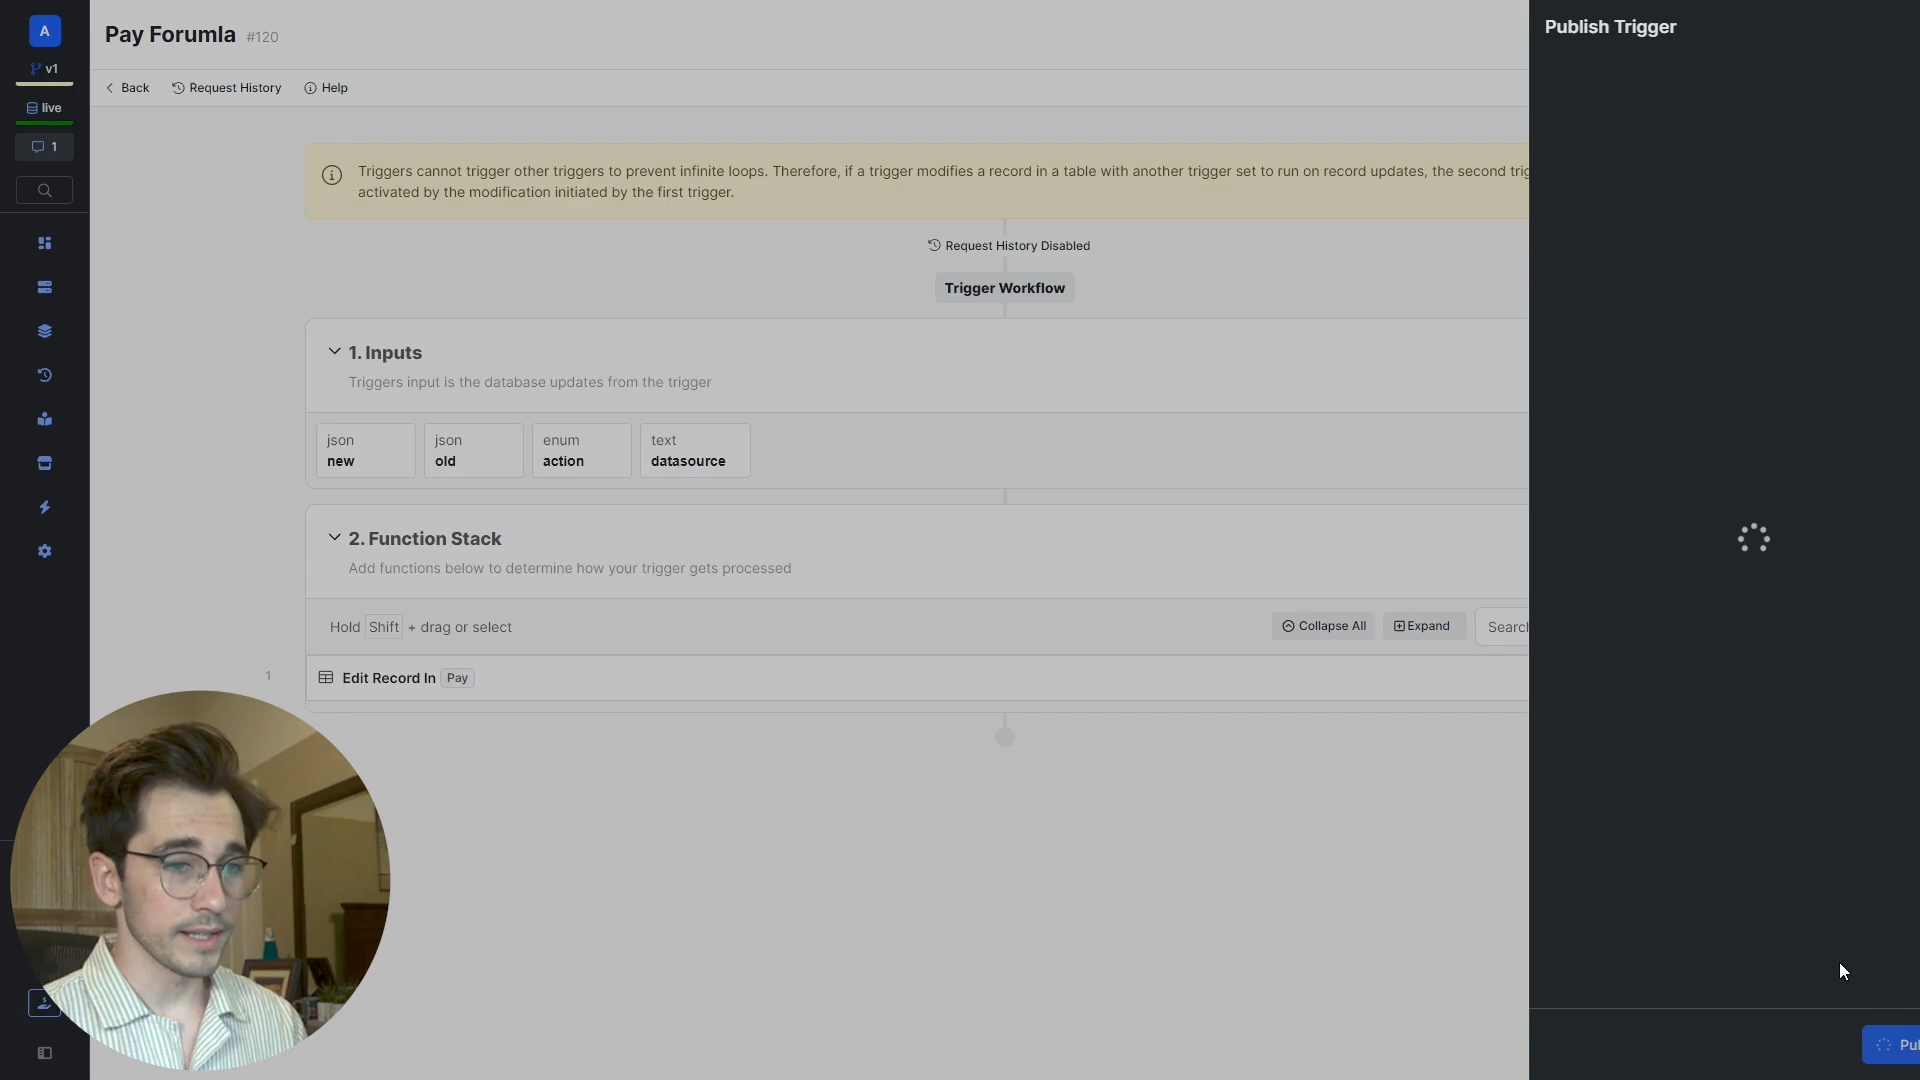 A
v1
live
1
Pay Forumla #120
Back
Request History
Help
Triggers cannot trigger other triggers to prevent infinite loops. Therefore, if a trigger modifies a record in a table with another trigger set to run on record updates, the second
activated by the modification initiated by the first trigger.
Request History Disabled
Trigger Workflow
1. Inputs
Triggers input is the database updates from the trigger
json
new
json
old
enum
action
text
datasource
2. Function Stack
Add functions below to determine how your trigger gets processed
Hold Shift + drag or select
Collapse All
Expand
1
Edit Record In Pay
Publish Trigger